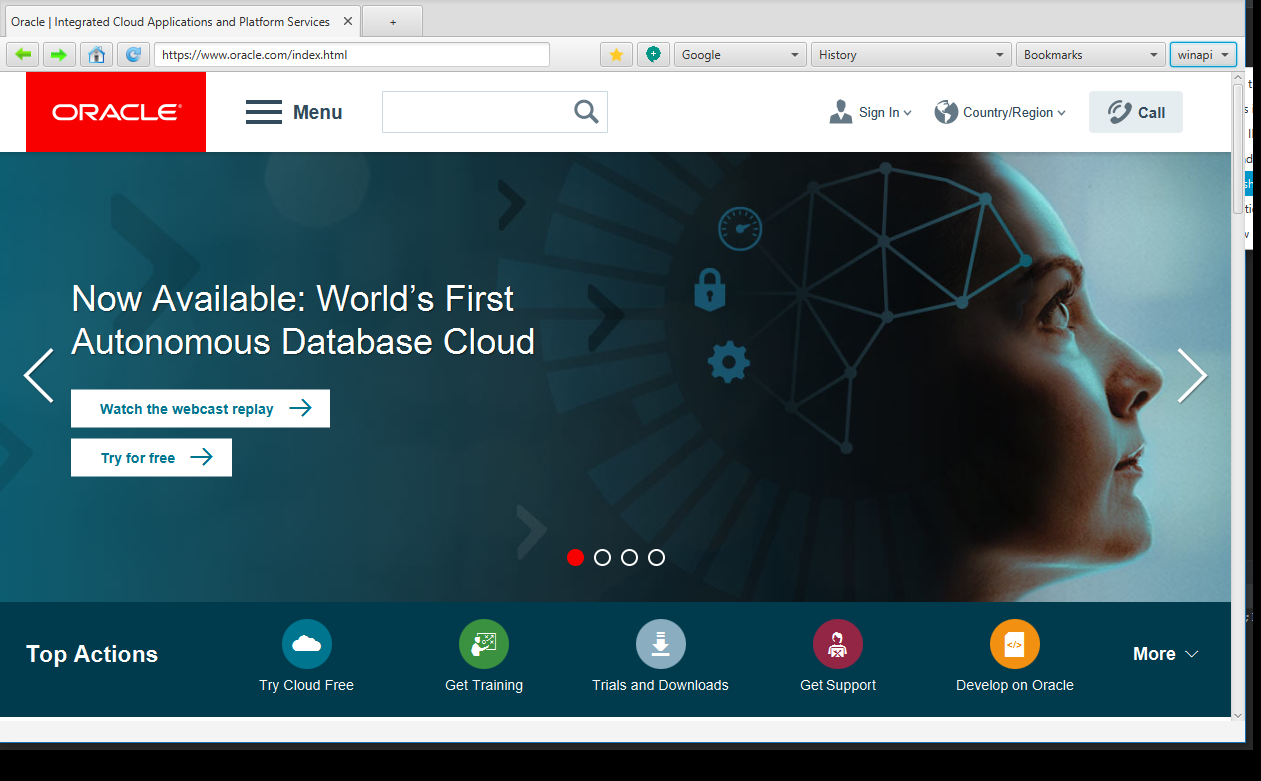 Oracle | Integrated Cloud Applications and Platform Services
+
https://www.oracle.com/index.html
Google
History
Bookmarks
winapi
ORACLE
Menu
Sign In
Country/Region
Call
Now Available: World’s First
Autonomous Database Cloud
Watch the webcast replay
Try for free
Top Actions
Try Cloud Free
Get Training
Trials and Downloads
Get Support
Develop on Oracle
More